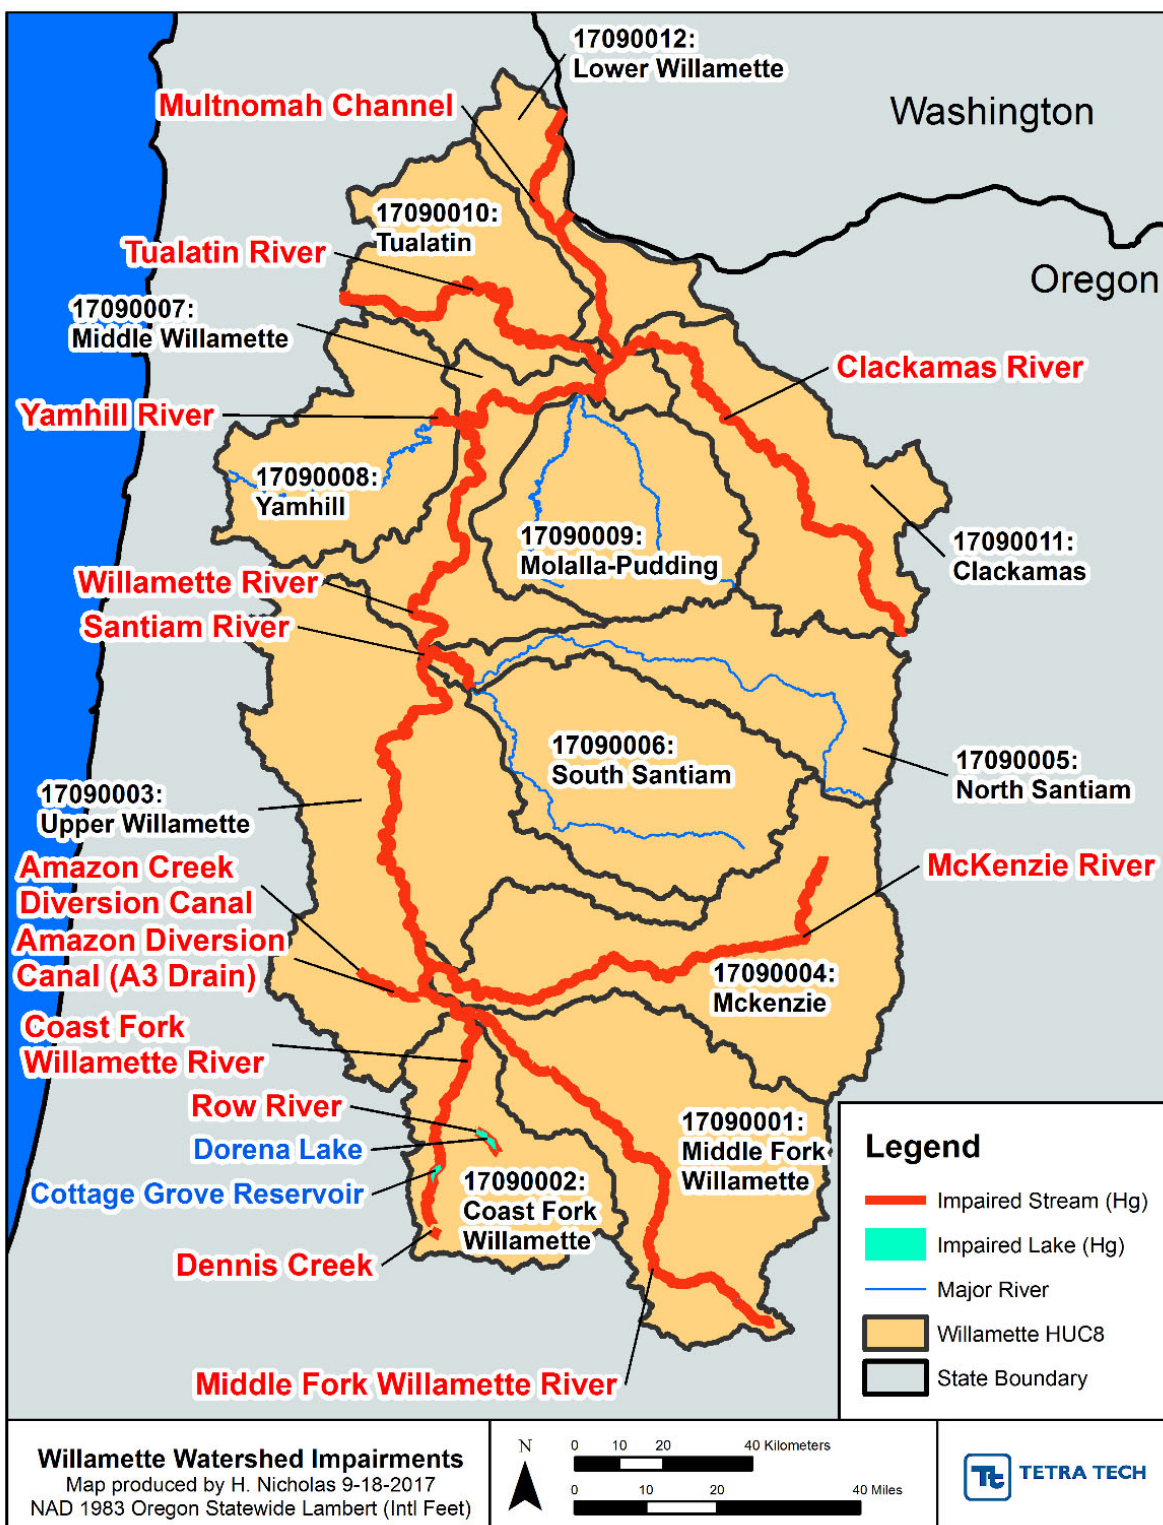 17090012:
Lower Willamette
Multnomah Channel
Washington
17090010:
Tualatin
Tualatin River
Oregon
17090007:
Middle Willamette
Clackamas River
Yamhill River
17090008:
Yamhill
17090009:
Molalla-Pudding
17090011:
Clackamas
Willamette River
Santiam River
17090006:
South Santiam
17090005:
North Santiam
17090003:
Upper Willamette
Amazon Creek
Diversion Canal
McKenzie River
Amazon Diversion
Canal (A3 Drain)
17090004:
Mckenzie
Coast Fork
Willamette River
Row River
Dorena Lake
Cottage Grove Reservoir
17090001:
Middle Fork
Willamette
17090002:
Coast Fork
Willamette
Dennis Creek
Middle Fork Willamette River
Legend
Impaired Stream (Hg)
Impaired Lake (Hg)
Major River
Willamette HUC8
State Boundary
Willamette Watershed Impairments
Map produced by H. Nicholas 9-18-2017
NAD 1983 Oregon Statewide Lambert (Intl Feet)
N
0 10 20 40 Kilometers
0 10 20 40 Miles
Tt TETRA TECH